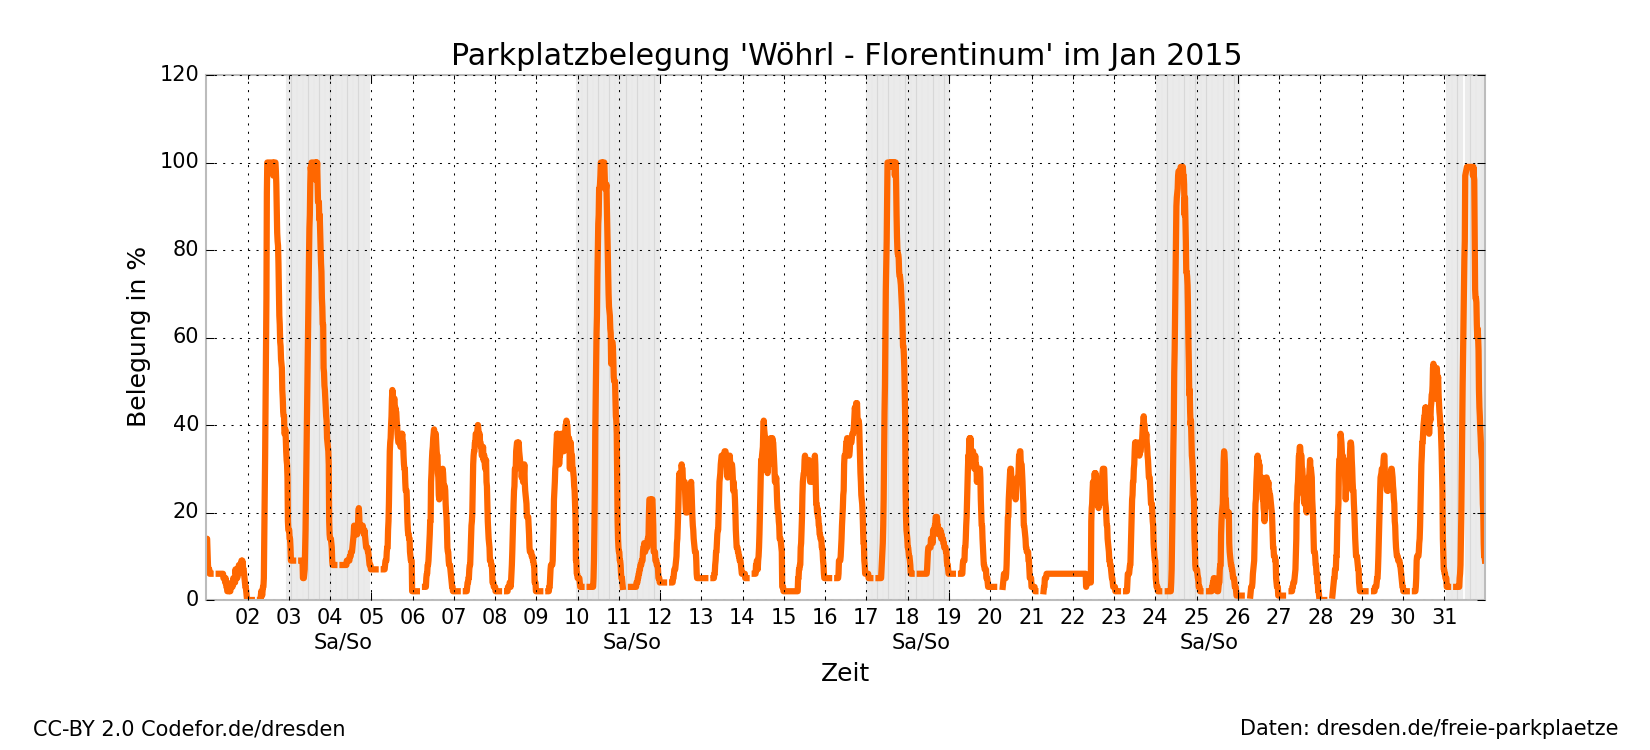 Parkplatzbelegung 'Wöhrl - Florentinum' im Jan 2015
120
100
80
60
40
20
0
Belegung in %
02 03 04 05 06 07 08 09 10 11 12 13 14 15 16 17 18 19 20 21 22 23 24 25 26 27 28 29 30 31
Sa/So Sa/So Sa/So Sa/So
Zeit
CC-BY 2.0 Codefor.de/dresden
Daten: dresden.de/freie-parkplaetze